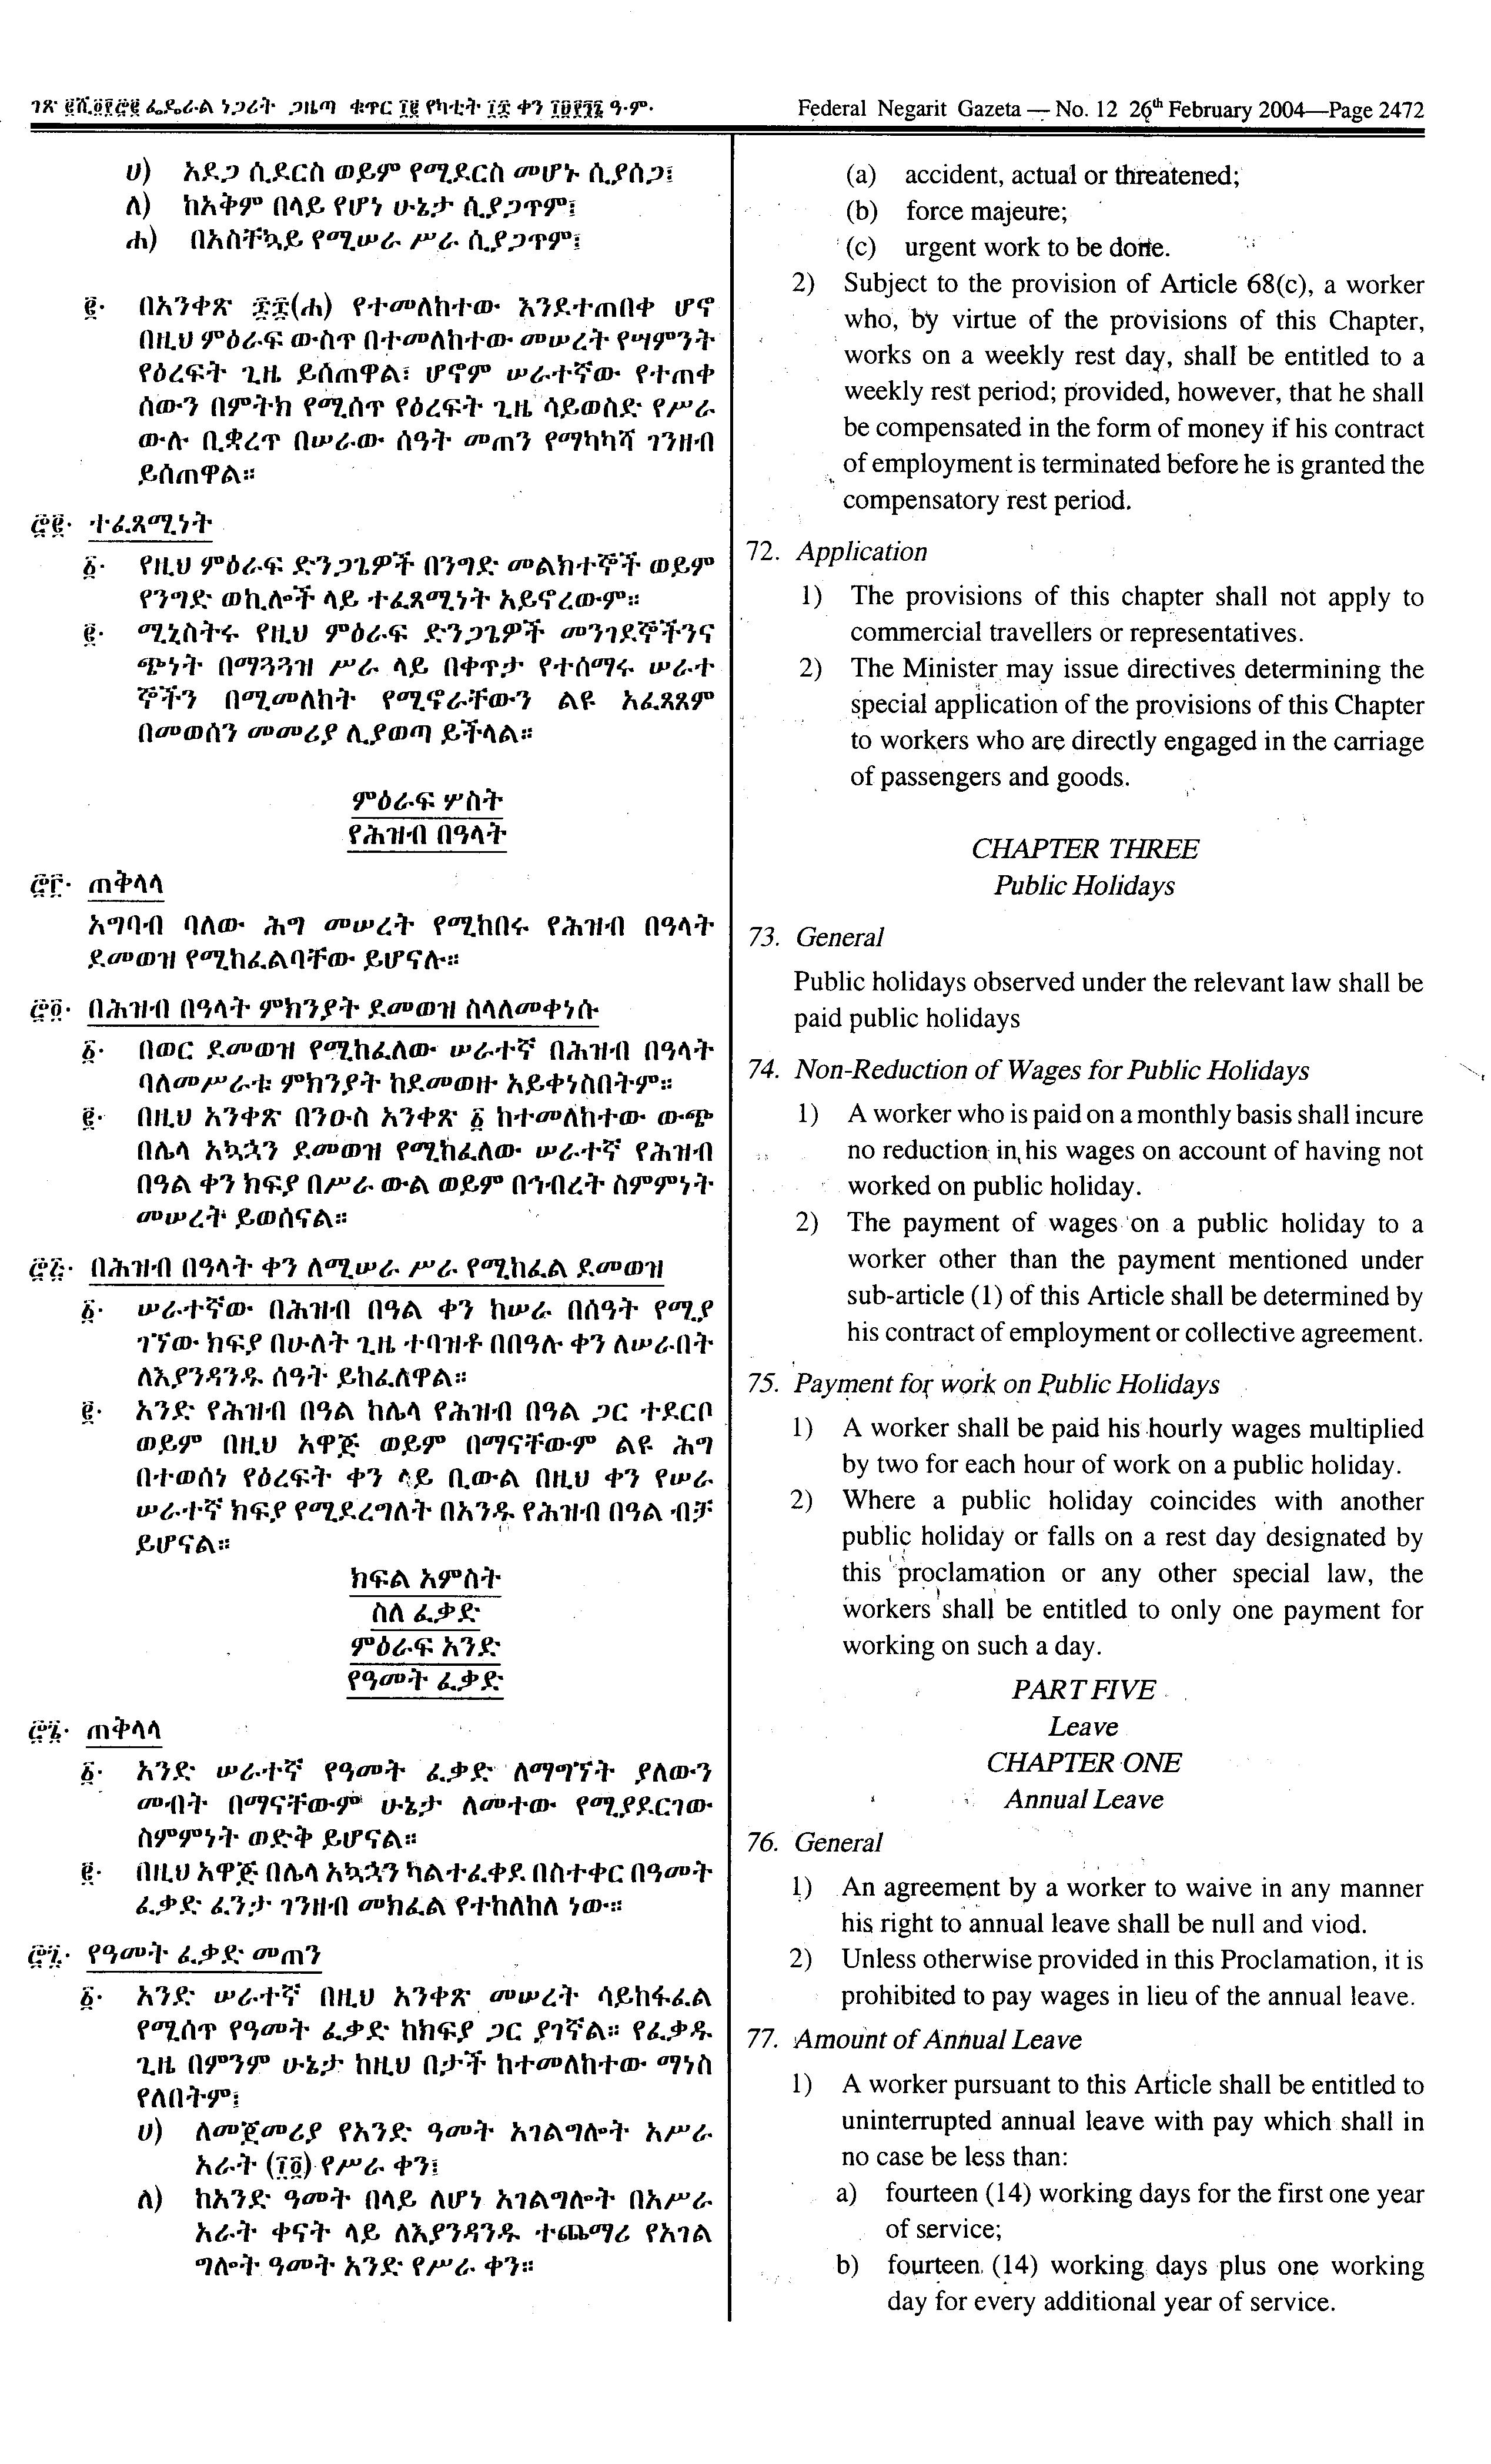 ገጽ ፪ሺ፬፻፸፪ ፌዴራል ነጋሪት ጋዜጣ ቁጥር ፲፪ የካቲት ፲፰ ቀን ፲፱፻፺፮ ዓ.ም.
ሀ) አደጋ ሲደርስ ወይም የሚደርስ መሆኑ ሲያሰጋ፤
ለ) ከአቅም በላይ የሆነ ሁኔታ ሲያጋጥም፤
ሐ) በአስቸኳይ የሚሠራ ሥራ ሲያጋጥም፤
፪. በአንቀጽ ፷፰(ሐ) የተመለከተው እንደተጠበቀ ሆኖ
በዚህ ምዕራፍ ውስጥ በተመለከተው መሠረት የሣምንት
የዕረፍት ጊዜ ይሰጠዋል፣ ሆኖም ሠራተኛው የተጠቀ
ሰውን በምትክ የሚሰጥ የዕረፍት ጊዜ ሳይወስድ የሥራ
ውሉ ቢቋረጥ በሠራው ሰዓት መጠን የማካካሻ ገንዘብ
ይሰጠዋል።
፸፪. ተፈጸሚነት
፩. የዚህ ምዕራፍ ድንጋጌዎች በንግድ መልክተኞች ወይም
የንግድ ወኪሎች ላይ ተፈጸሚነት አይኖረውም።
፪. ሚኒስትሩ የዚህ ምዕራፍ ድንጋጌዎች መንገደኞችንና
ጭነት በማጓጓዝ ሥራ ላይ በቀጥታ የተሰማሩ ሠራተ
ኞችን በሚመለከት የሚኖራቸውን ልዩ አፈጻጸም
በመወሰን መመሪያ ሊያወጣ ይችላል።
ምዕራፍ ሦስት
የሕዝብ በዓላት
፸፫. ጠቅላላ
አግባብ ባለው ሕግ መሠረት የሚከበሩ የሕዝብ በዓላት
ደመወዝ የሚከፈልባቸው ይሆናሉ።
፸፬. በሕዝብ በዓላት ምክንያት ደመወዝ ስላለመቀነሱ
፩. በወር ደመወዝ የሚከፈለው ሠራተኛ በሕዝብ በዓላት
ባለመሥራቱ ምክንያት ከደመወዙ አይቀነስበትም።
፪. በዚህ አንቀጽ በንዑስ አንቀጽ ፩ ከተመለከተው ውጭ
በሌላ አኳኋን ደመወዝ የሚከፈለው ሠራተኛ የሕዝብ
በዓል ቀን ክፍያ በሥራ ውል ወይም በኅብረት ስምምነት
መሠረት ይወሰናል።
፸፭. በሕዝብ በዓላት ቀን ለሚሠራ ሥራ የሚከፈል ደመወዝ
፩. ሠራተኛው በሕዝብ በዓል ቀን ከሠራ በሰዓት የሚያ
ገኘው ክፍያ በሁለት ጊዜ ተባዝቶ በበዓሉ ቀን ለሠራበት
ለእያንዳንዱ ሰዓት ይከፈለዋል።
፪. አንድ የሕዝብ በዓል ከሌላ የሕዝብ በዓል ጋር ተደርቦ
ወይም በዚህ አዋጅ ወይም በማናቸውም ልዩ ሕግ
በተወሰነ የዕረፍት ቀን ላይ ቢውል በዚህ ቀን የሠራ
ሠራተኛ ክፍያ የሚደረግለት በአንዱ የሕዝብ በዓል ብቻ
ይሆናል።
ክፍል አምስት
ስለ ፈቃድ
ምዕራፍ አንድ
የዓመት ፈቃድ
፸፮. ጠቅላላ
፩. አንድ ሠራተኛ የዓመት ፈቃድ ለማግኘት ያለውን
መብት በማናቸውም ሁኔታ ለመተው የሚያደርገው
ስምምነት ወድቅ ይሆናል።
፪. በዚህ አዋጅ በሌላ አኳኋን ካልተፈቀደ በስተቀር በዓመት
ፈቃድ ፈንታ ገንዘብ መክፈል የተከለከለ ነው።
፸፯. የዓመት ፈቃድ መጠን
፩. አንድ ሠራተኛ በዚህ አንቀጽ መሠረት ሳይከፋፈል
የሚሰጥ የዓመት ፈቃድ ከክፍያ ጋር ያገኛል። የፈቃዱ
ጊዜ በምንም ሁኔታ ከዚህ በታች ከተመለከተው ማነስ
የለበትም፤
ሀ) ለመጀመሪያ የአንድ ዓመት አገልግሎት አሥራ
አራት (፲፬) የሥራ ቀን፤
ለ) ከአንድ ዓመት በላይ ለሆነ አገልግሎት በአሥራ
አራት ቀናት ላይ ለእያንዳንዱ ተጨማሪ የአገል
ግሎት ዓመት አንድ የሥራ ቀን።
Federal Negarit Gazeta — No. 12 26th February 2004—Page 2472
(a) accident, actual or threatened;
(b) force majeure;
(c) urgent work to be done.
2) Subject to the provision of Article 68(c), a worker
who, by virtue of the provisions of this Chapter,
works on a weekly rest day, shall be entitled to a
weekly rest period; provided, however, that he shall
be compensated in the form of money if his contract
of employment is terminated before he is granted the
compensatory rest period.
72. Application
1) The provisions of this chapter shall not apply to
commercial travellers or representatives.
2) The Minister may issue directives determining the
special application of the provisions of this Chapter
to workers who are directly engaged in the carriage
of passengers and goods.
CHAPTER THREE
Public Holidays
73. General
Public holidays observed under the relevant law shall be
paid public holidays
74. Non-Reduction of Wages for Public Holidays
1) A worker who is paid on a monthly basis shall incure
no reduction in his wages on account of having not
worked on public holiday.
2) The payment of wages on a public holiday to a
worker other than the payment mentioned under
sub-article (1) of this Article shall be determined by
his contract of employment or collective agreement.
75. Payment for work on Public Holidays
1) A worker shall be paid his hourly wages multiplied
by two for each hour of work on a public holiday.
2) Where a public holiday coincides with another
public holiday or falls on a rest day designated by
this proclamation or any other special law, the
workers shall be entitled to only one payment for
working on such a day.
PART FIVE
Leave
CHAPTER ONE
Annual Leave
76. General
1) An agreement by a worker to waive in any manner
his right to annual leave shall be null and viod.
2) Unless otherwise provided in this Proclamation, it is
prohibited to pay wages in lieu of the annual leave.
77. Amount of Annual Leave
1) A worker pursuant to this Article shall be entitled to
uninterrupted annual leave with pay which shall in
no case be less than:
a) fourteen (14) working days for the first one year
of service;
b) fourteen (14) working days plus one working
day for every additional year of service.